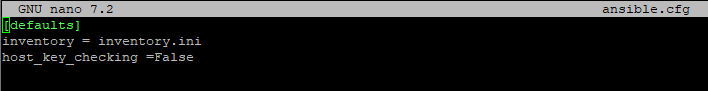 GNU nano 7.2 ansible.cfg
[defaults]
inventory = inventory.ini
host_key_checking =False